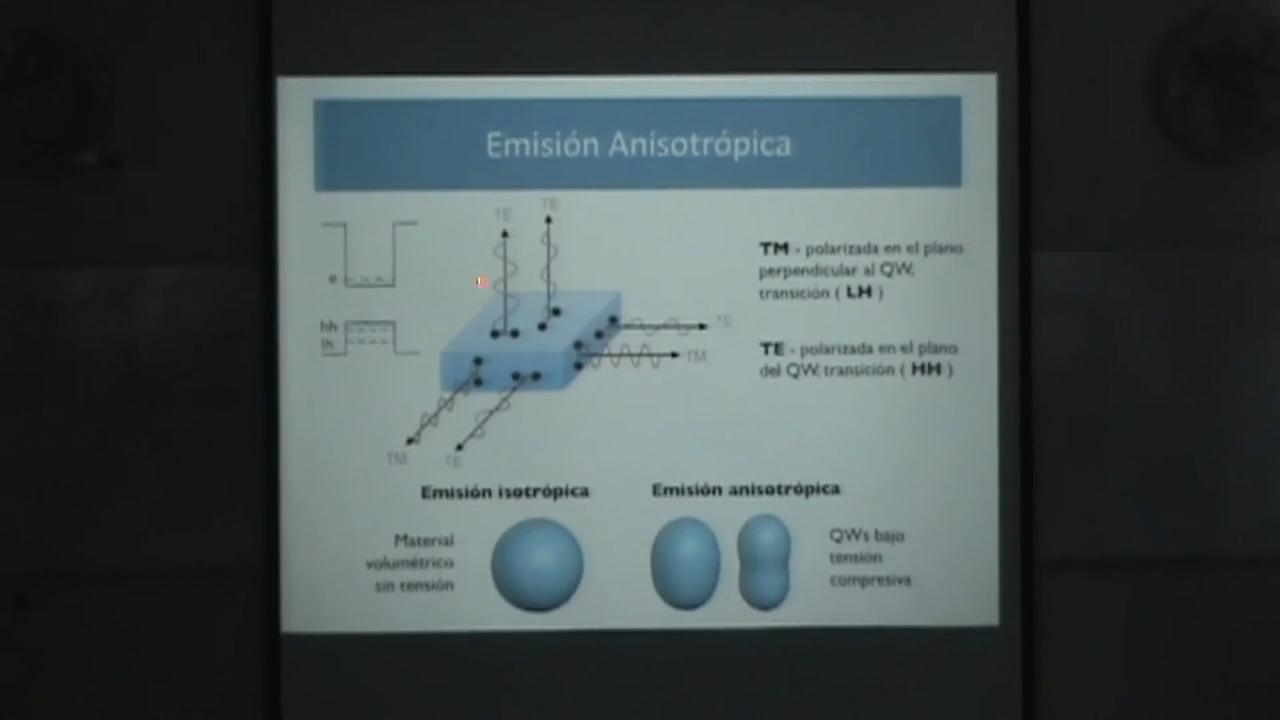 Emisión Anisotrópica
TE
TE
e
hh
lh
TE
TM
TM
TE
TM - polarizada en el plano
perpendicular al QW,
transición ( LH )
TE - polarizada en el plano
del QW, transición ( HH )
Emisión isotrópica
Material
volumétrico
sin tensión
Emisión anisotrópica
QWs bajo
tensión
compresiva